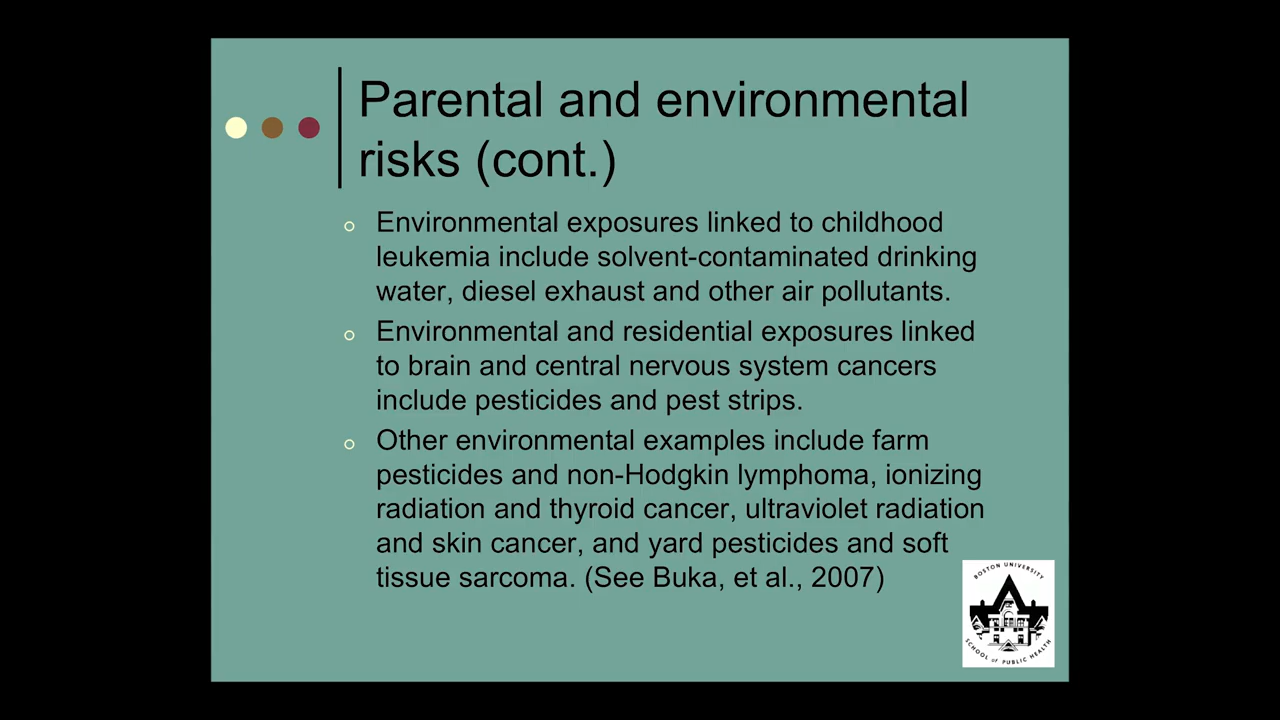 Parental and environmental
risks (cont.)
Environmental exposures linked to childhood
leukemia include solvent-contaminated drinking
water, diesel exhaust and other air pollutants.
Environmental and residential exposures linked
to brain and central nervous system cancers
include pesticides and pest strips.
Other environmental examples include farm
pesticides and non-Hodgkin lymphoma, ionizing
radiation and thyroid cancer, ultraviolet radiation
and skin cancer, and yard pesticides and soft
tissue sarcoma. (See Buka, et al., 2007)
BOSTON UNIVERSITY
SCHOOL of PUBLIC HEALTH